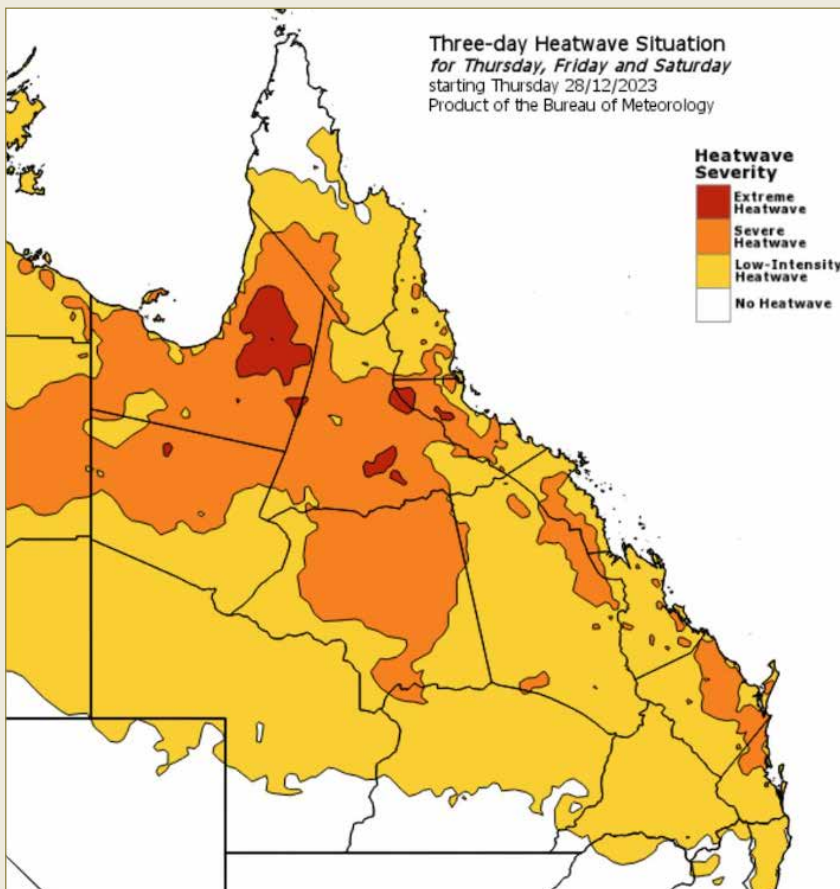 Three-day Heatwave Situation
for Thursday, Friday and Saturday
starting Thursday 28/12/2023
Product of the Bureau of Meteorology
Heatwave
Severity
Extreme
Heatwave
Severe
Heatwave
Low-Intensity
Heatwave
No Heatwave